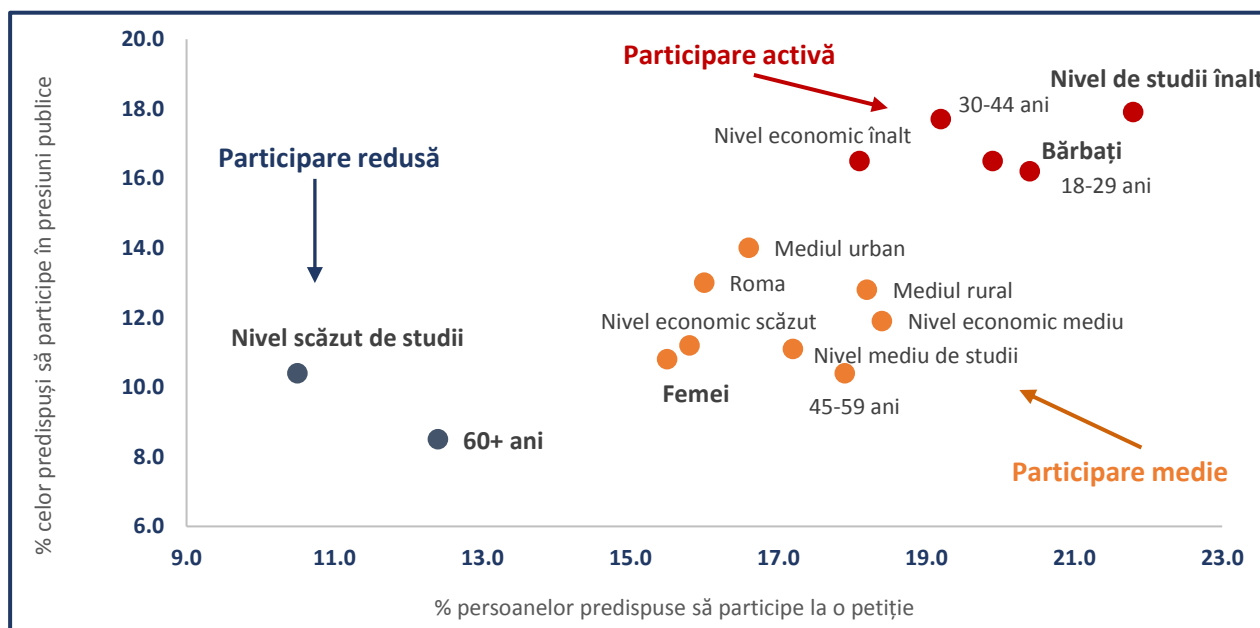 % celor predispuși să participe în presiuni publice
20.0
18.0
16.0
14.0
12.0
10.0
8.0
6.0
Participare activă
Nivel de studii înalt
30-44 ani
Nivel economic înalt
Bărbați
18-29 ani
Participare redusă
Mediul urban
Roma
Mediul rural
Nivel economic scăzut
Nivel economic mediu
Nivel scăzut de studii
Nivel mediu de studii
Femei
45-59 ani
60+ ani
Participare medie
9.0 11.0 13.0 15.0 17.0 19.0 21.0 23.0
% persoanelor predispuse să participe la o petiție